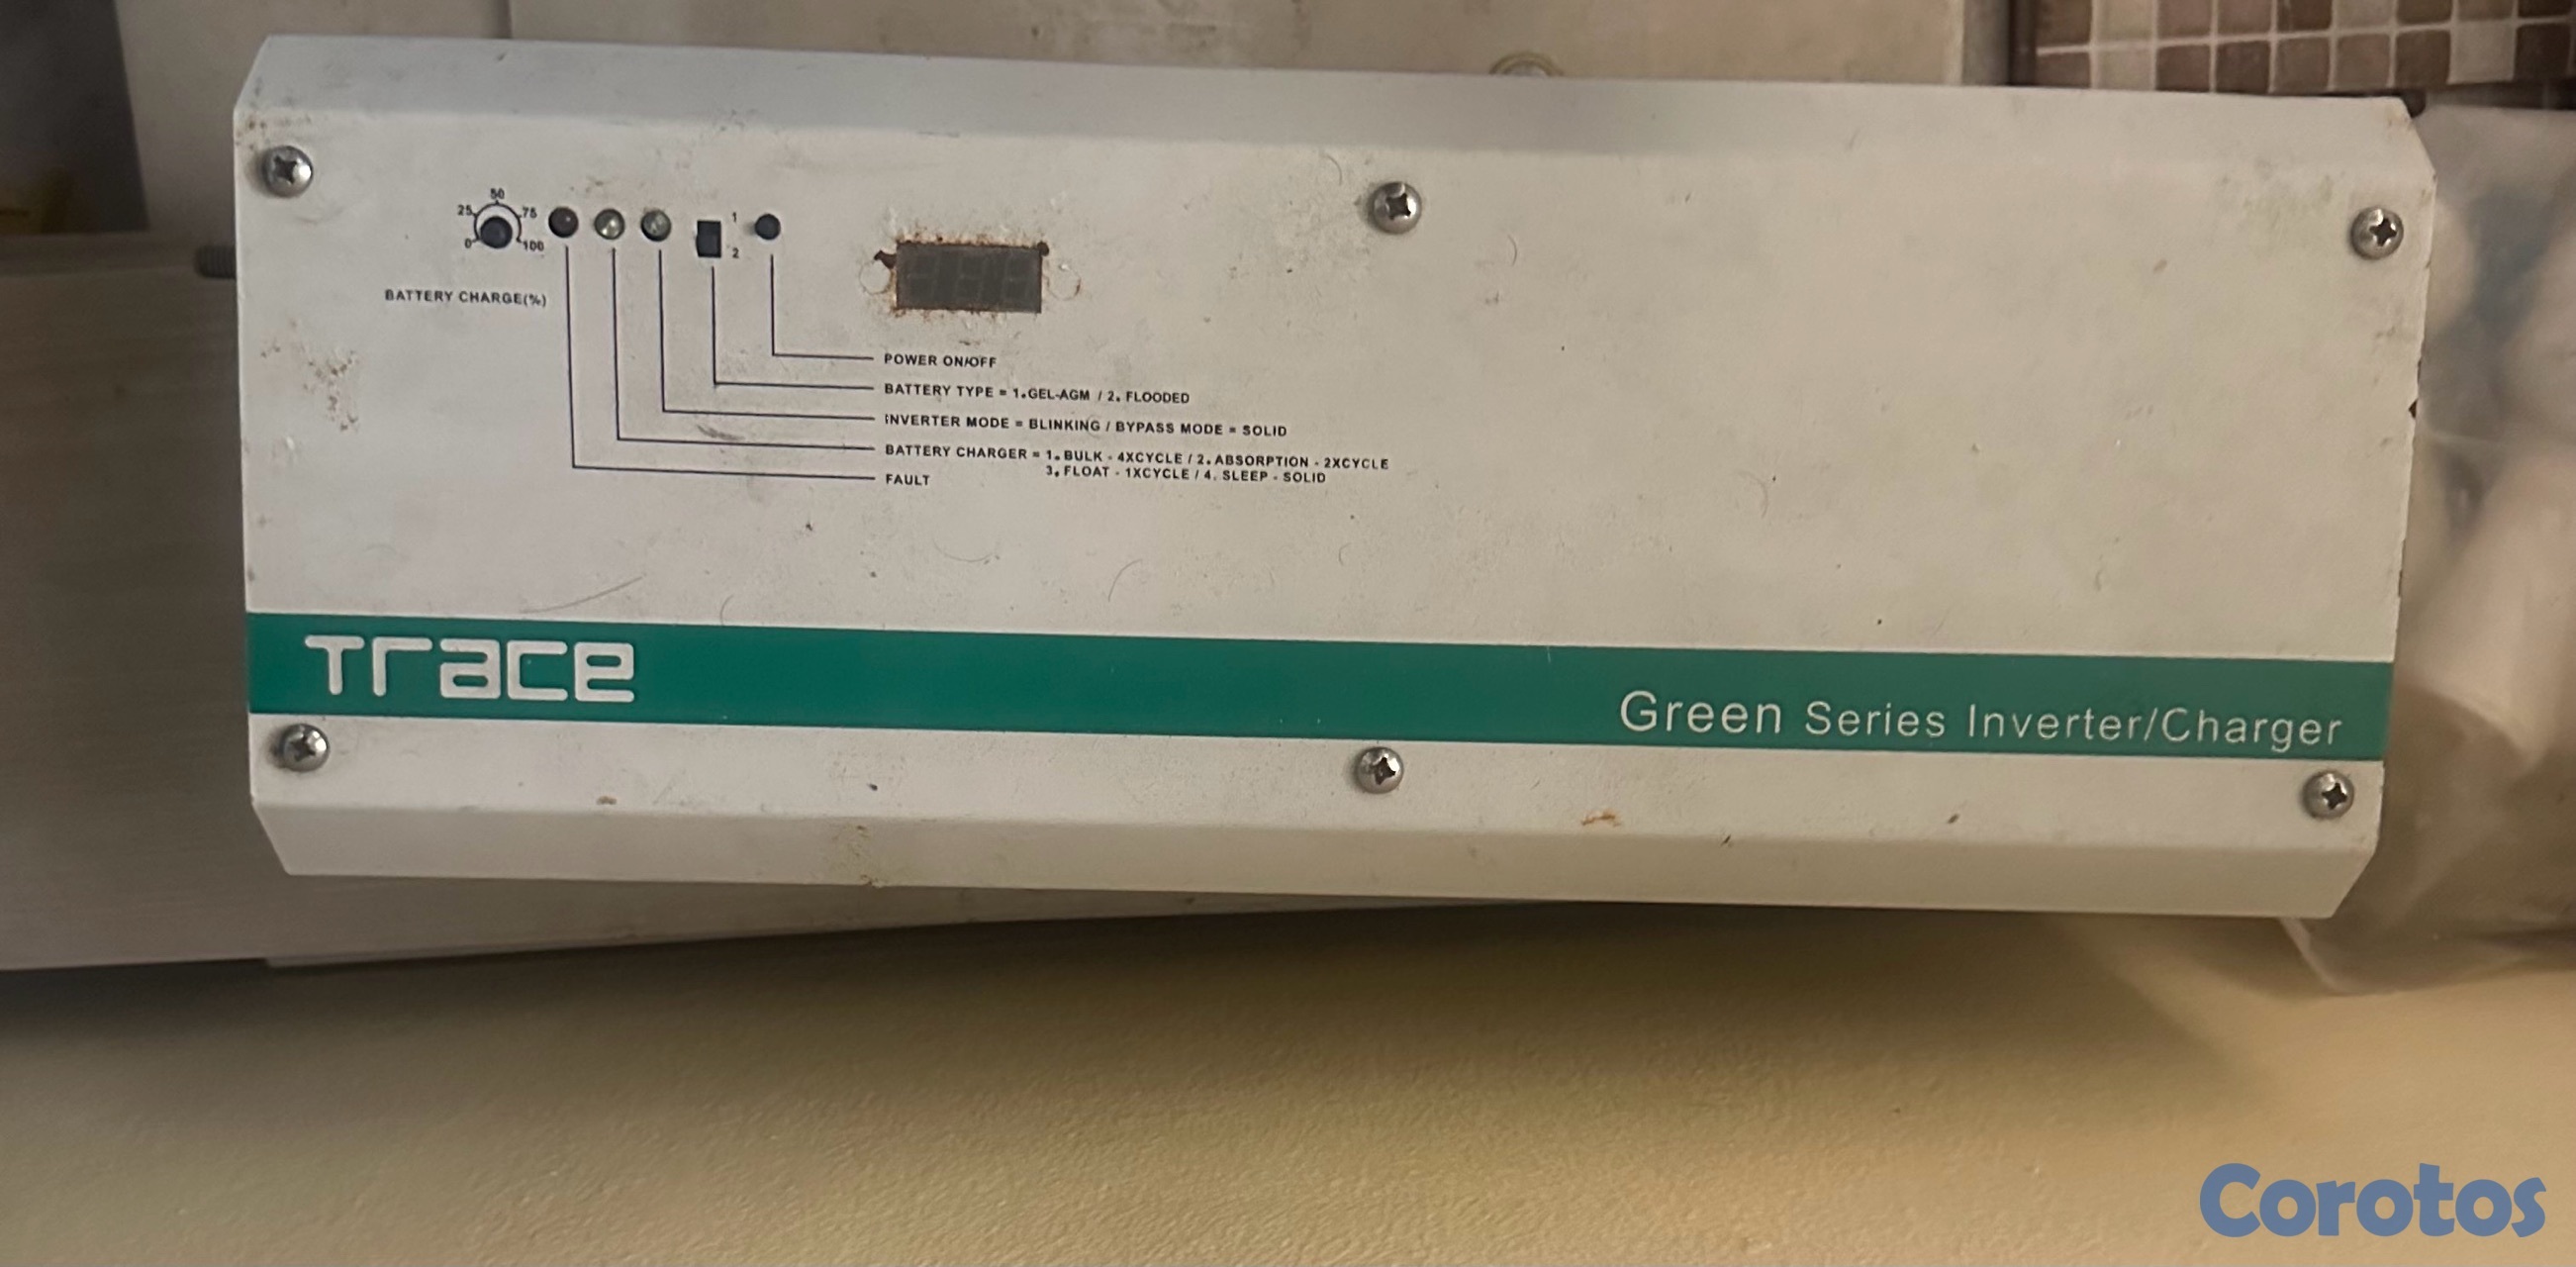 50
25 75
0 100
1
2
BATTERY CHARGE(%)
POWER ON/OFF
BATTERY TYPE = 1.GEL-AGM / 2. FLOODED
INVERTER MODE = BLINKING / BYPASS MODE = SOLID
BATTERY CHARGER = 1. BULK - 4XCYCLE / 2. ABSORPTION - 2XCYCLE
3. FLOAT - 1XCYCLE / 4. SLEEP - SOLID
FAULT
Trace
Green Series Inverter/Charger
Corotos